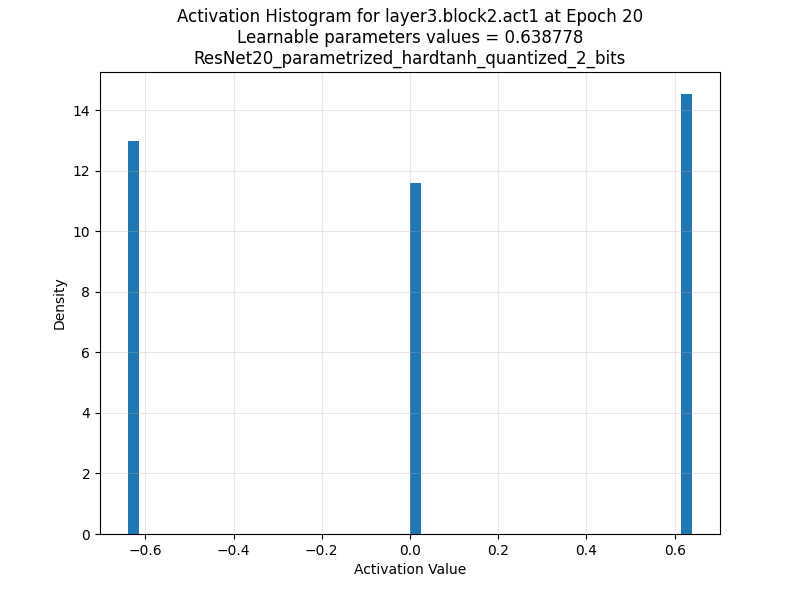 Activation Histogram for layer3.block2.act1 at Epoch 20
Learnable parameters values = 0.638778
ResNet20_parametrized_hardtanh_quantized_2_bits
14
12
10
8
6
4
2
0
Density
−0.6 −0.4 −0.2 0.0 0.2 0.4 0.6
Activation Value